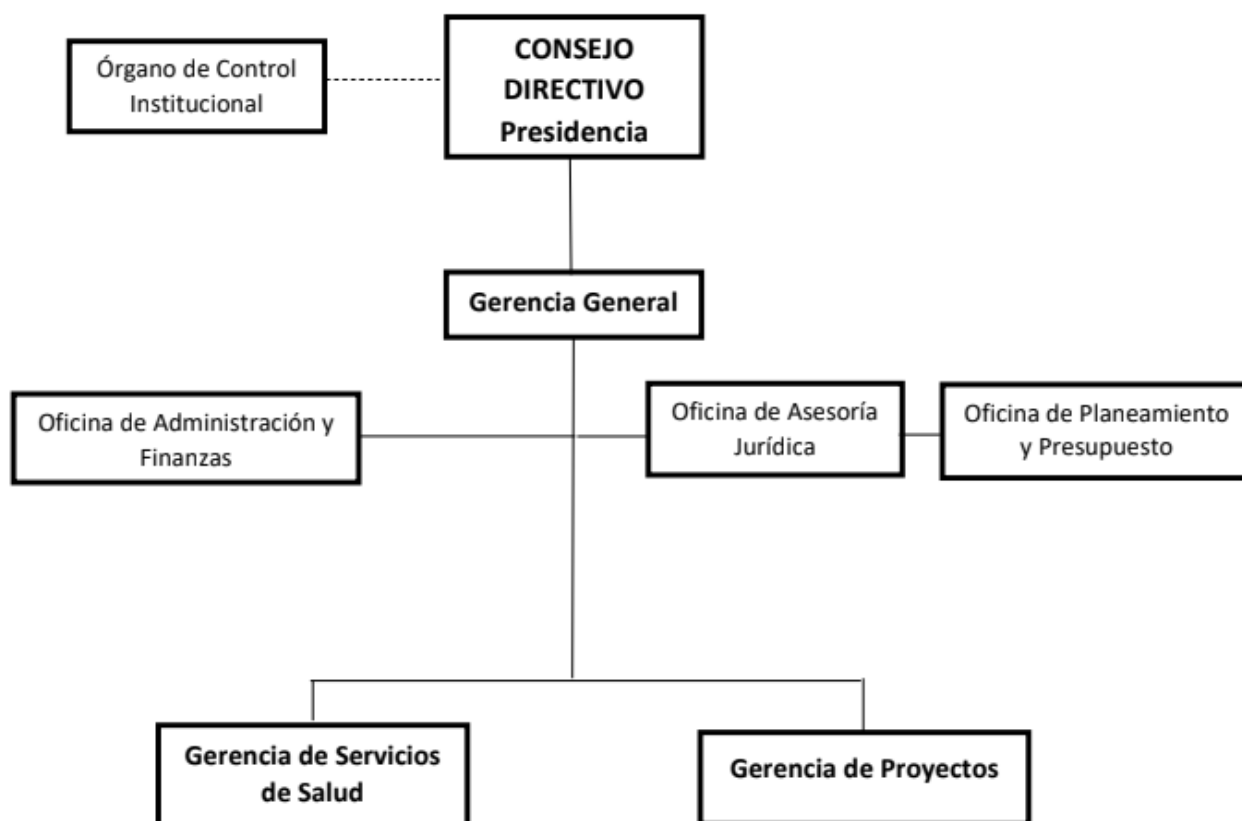 Órgano de Control
Institucional
CONSEJO
DIRECTIVO
Presidencia
Gerencia General
Oficina de Administración y
Finanzas
Oficina de Asesoría
Jurídica
Oficina de Planeamiento
y Presupuesto
Gerencia de Servicios
de Salud
Gerencia de Proyectos